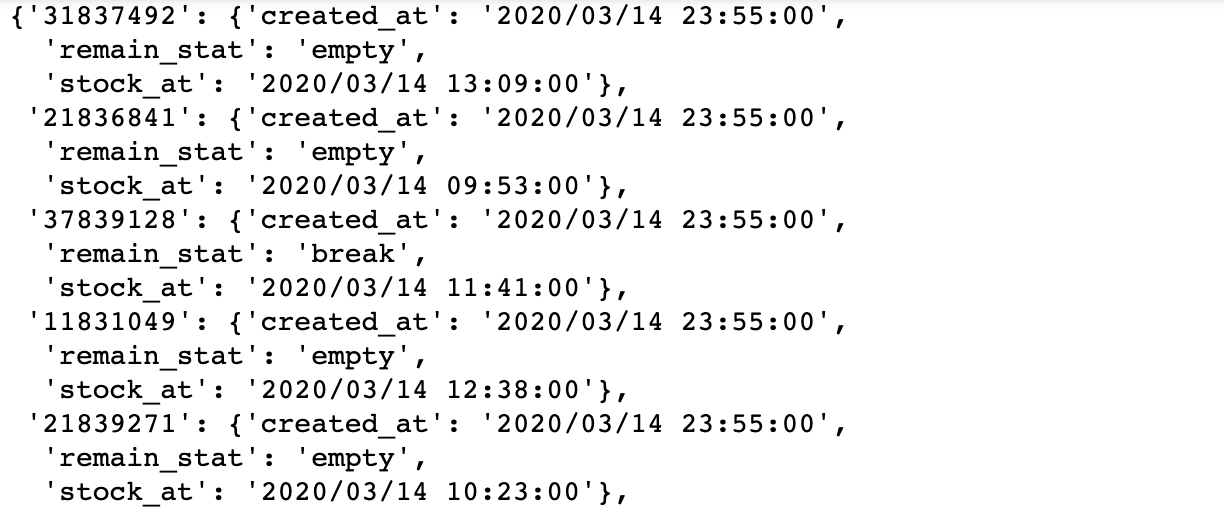 {'31837492': {'created_at': '2020/03/14 23:55:00',
'remain_stat': 'empty',
'stock_at': '2020/03/14 13:09:00'},
'21836841': {'created_at': '2020/03/14 23:55:00',
'remain_stat': 'empty',
'stock_at': '2020/03/14 09:53:00'},
'37839128': {'created_at': '2020/03/14 23:55:00',
'remain_stat': 'break',
'stock_at': '2020/03/14 11:41:00'},
'11831049': {'created_at': '2020/03/14 23:55:00',
'remain_stat': 'empty',
'stock_at': '2020/03/14 12:38:00'},
'21839271': {'created_at': '2020/03/14 23:55:00',
'remain_stat': 'empty',
'stock_at': '2020/03/14 10:23:00'},